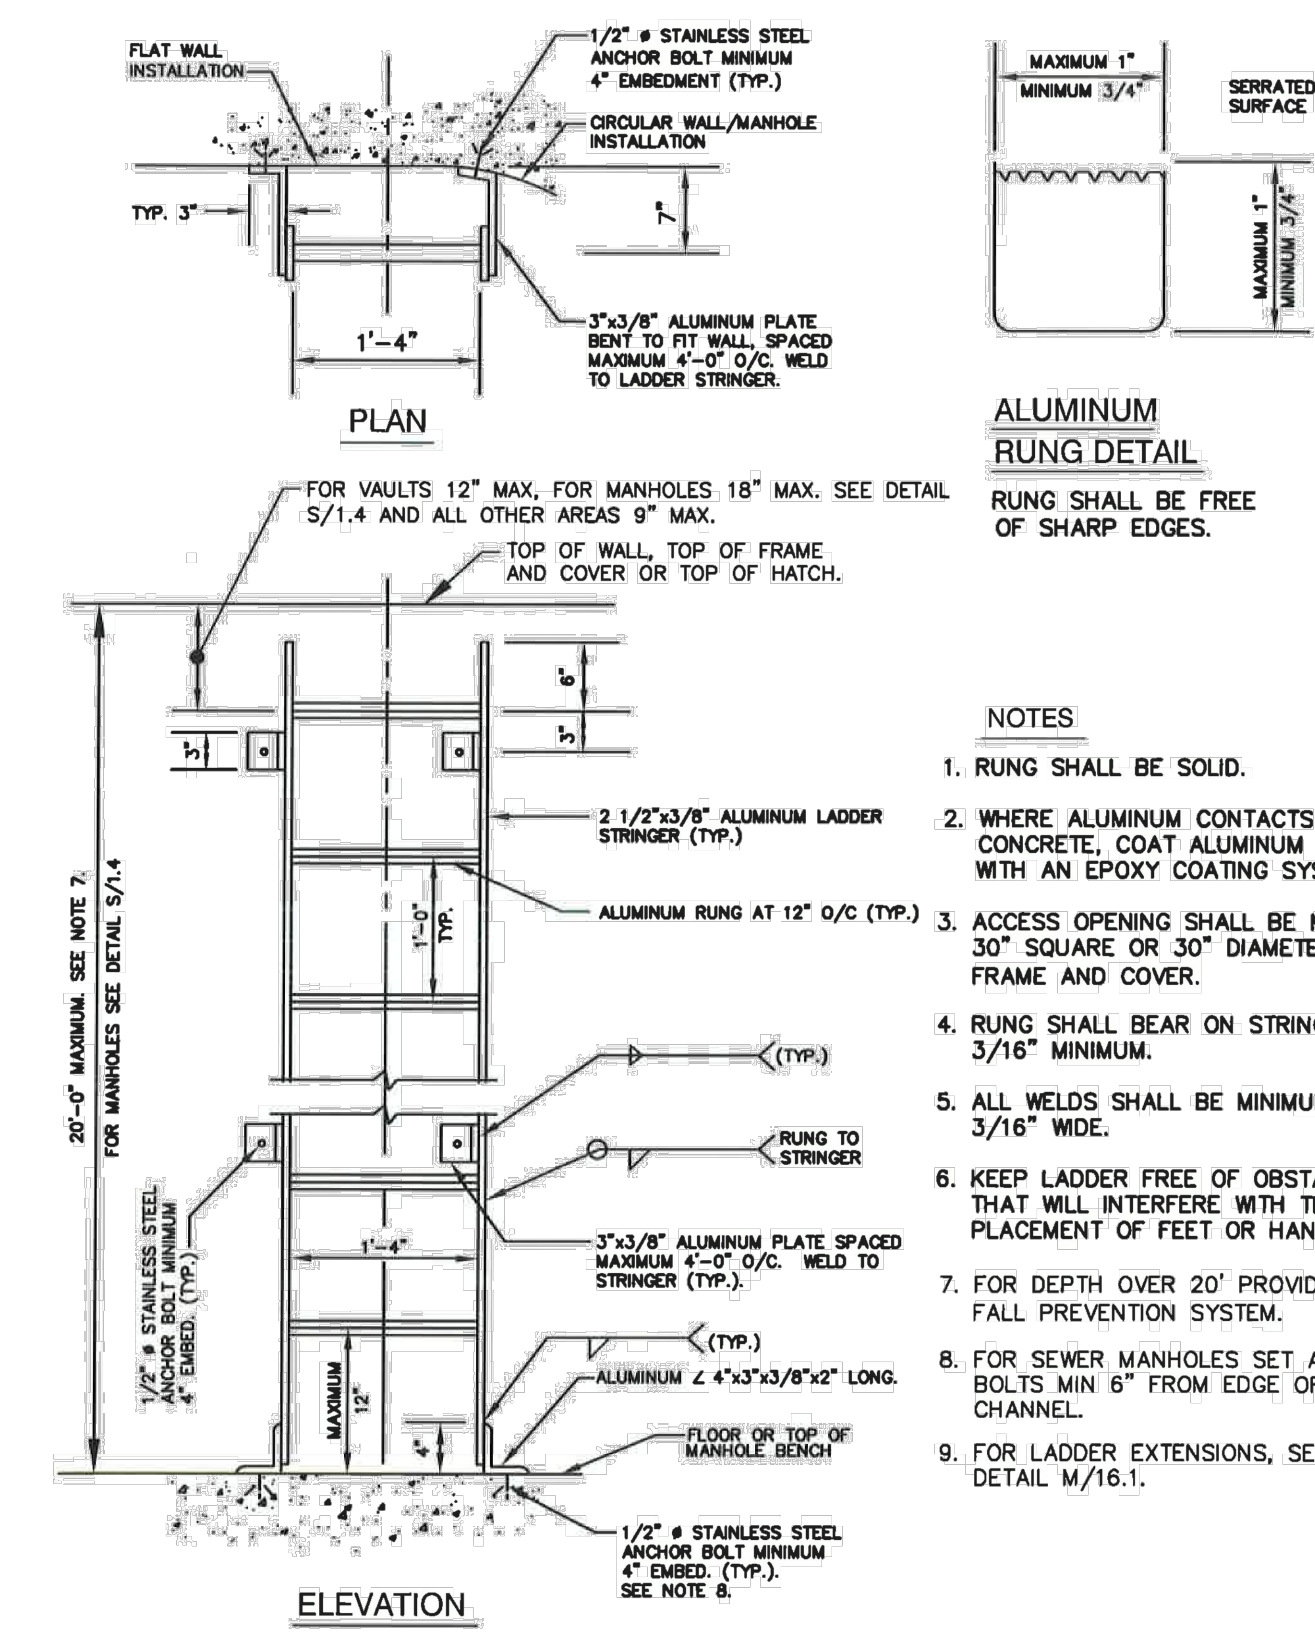 FLAT WALL
INSTALLATION
1/2" ø STAINLESS STEEL
ANCHOR BOLT MINIMUM
4" EMBEDMENT (TYP.)
CIRCULAR WALL/MANHOLE
INSTALLATION
TYP. 3"
7"
1'-4"
3"x3/8" ALUMINUM PLATE
BENT TO FIT WALL, SPACED
MAXIMUM 4'-0" O/C. WELD
TO LADDER STRINGER.
PLAN
MAXIMUM 1"
MINIMUM 3/4"
SERRATED
SURFACE
MAXIMUM 1"
MINIMUM 3/4"
ALUMINUM
RUNG DETAIL
RUNG SHALL BE FREE
OF SHARP EDGES.
FOR VAULTS 12" MAX, FOR MANHOLES 18" MAX. SEE DETAIL
S/1.4 AND ALL OTHER AREAS 9" MAX.
TOP OF WALL, TOP OF FRAME
AND COVER OR TOP OF HATCH.
6"
3"
3"
2 1/2"x3/8" ALUMINUM LADDER
STRINGER (TYP.)
ALUMINUM RUNG AT 12" O/C (TYP.)
1'-0"
TYP.
20'-0" MAXIMUM. SEE NOTE 7.
FOR MANHOLES SEE DETAIL S/1.4
(TYP.)
RUNG TO
STRINGER
1/2" ø STAINLESS STEEL
ANCHOR BOLT MINIMUM
4" EMBED. (TYP.)
1'-4"
3"x3/8" ALUMINUM PLATE SPACED
MAXIMUM 4'-0" O/C. WELD TO
STRINGER (TYP.).
(TYP.)
ALUMINUM ∠ 4"x3"x3/8"x2" LONG.
MAXIMUM
12"
4"
FLOOR OR TOP OF
MANHOLE BENCH
1/2" ø STAINLESS STEEL
ANCHOR BOLT MINIMUM
4" EMBED. (TYP.).
SEE NOTE 8.
ELEVATION
NOTES
1. RUNG SHALL BE SOLID.
2. WHERE ALUMINUM CONTACTS
CONCRETE, COAT ALUMINUM
WITH AN EPOXY COATING SYS
3. ACCESS OPENING SHALL BE
30" SQUARE OR 30" DIAMETE
FRAME AND COVER.
4. RUNG SHALL BEAR ON STRING
3/16" MINIMUM.
5. ALL WELDS SHALL BE MINIMU
3/16" WIDE.
6. KEEP LADDER FREE OF OBSTA
THAT WILL INTERFERE WITH T
PLACEMENT OF FEET OR HAN
7. FOR DEPTH OVER 20' PROVID
FALL PREVENTION SYSTEM.
8. FOR SEWER MANHOLES SET A
BOLTS MIN 6" FROM EDGE OF
CHANNEL.
9. FOR LADDER EXTENSIONS, SE
DETAIL M/16.1.